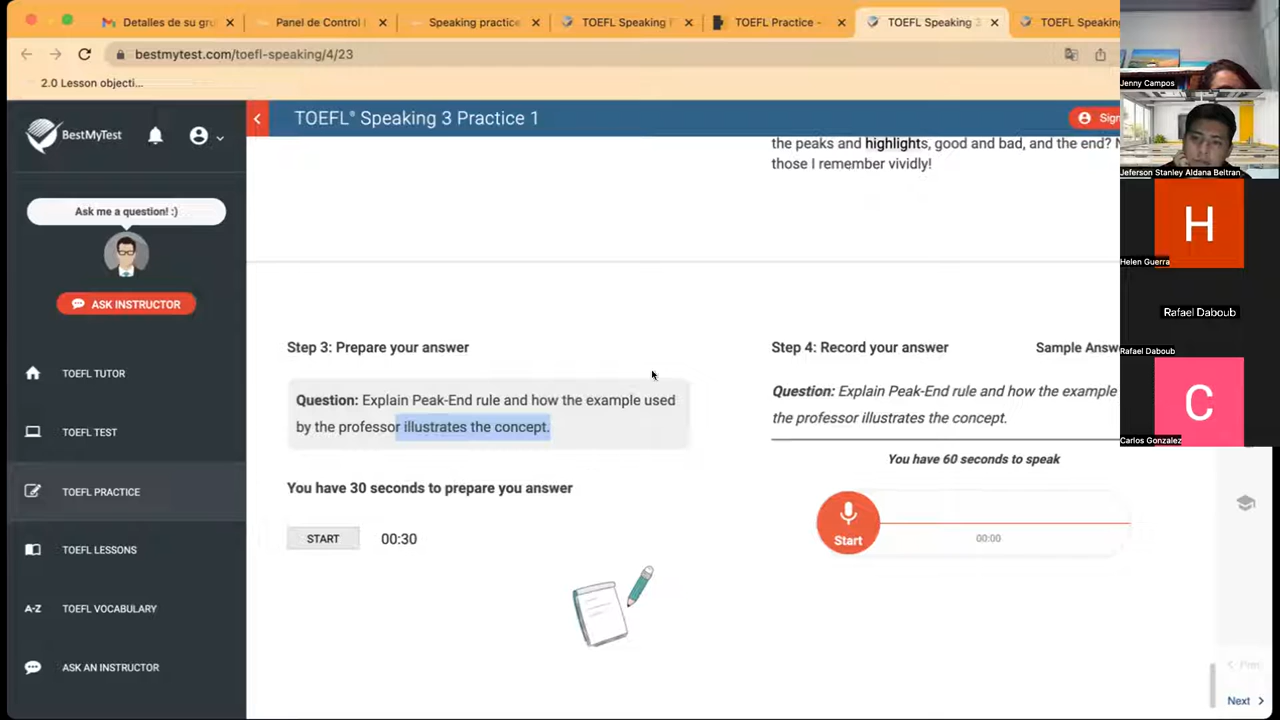 Detalles de su gr
Panel de Control
Speaking practice
TOEFL Speaking
TOEFL Practice -
TOEFL Speaking 3
TOEFL Speaking
bestmytest.com/toefl-speaking/4/23
2.0 Lesson objecti...
BestMyTest
TOEFL® Speaking 3 Practice 1
Sign
Ask me a question! :)
ASK INSTRUCTOR
TOEFL TUTOR
TOEFL TEST
TOEFL PRACTICE
TOEFL LESSONS
A-Z TOEFL VOCABULARY
ASK AN INSTRUCTOR
the peaks and highlights, good and bad, and the end?
those I remember vividly!
Step 3: Prepare your answer
Question: Explain Peak-End rule and how the example used
by the professor illustrates the concept.
You have 30 seconds to prepare you answer
START 00:30
Step 4: Record your answer
Sample Answ
Question: Explain Peak-End rule and how the example
the professor illustrates the concept.
You have 60 seconds to speak
Start
00:00
Prev
Next
Jenny Campos
Jeferson Stanley Aldana Beltran
H
Helen Guerra
Rafael Daboub
Rafael Daboub
C
Carlos Gonzalez